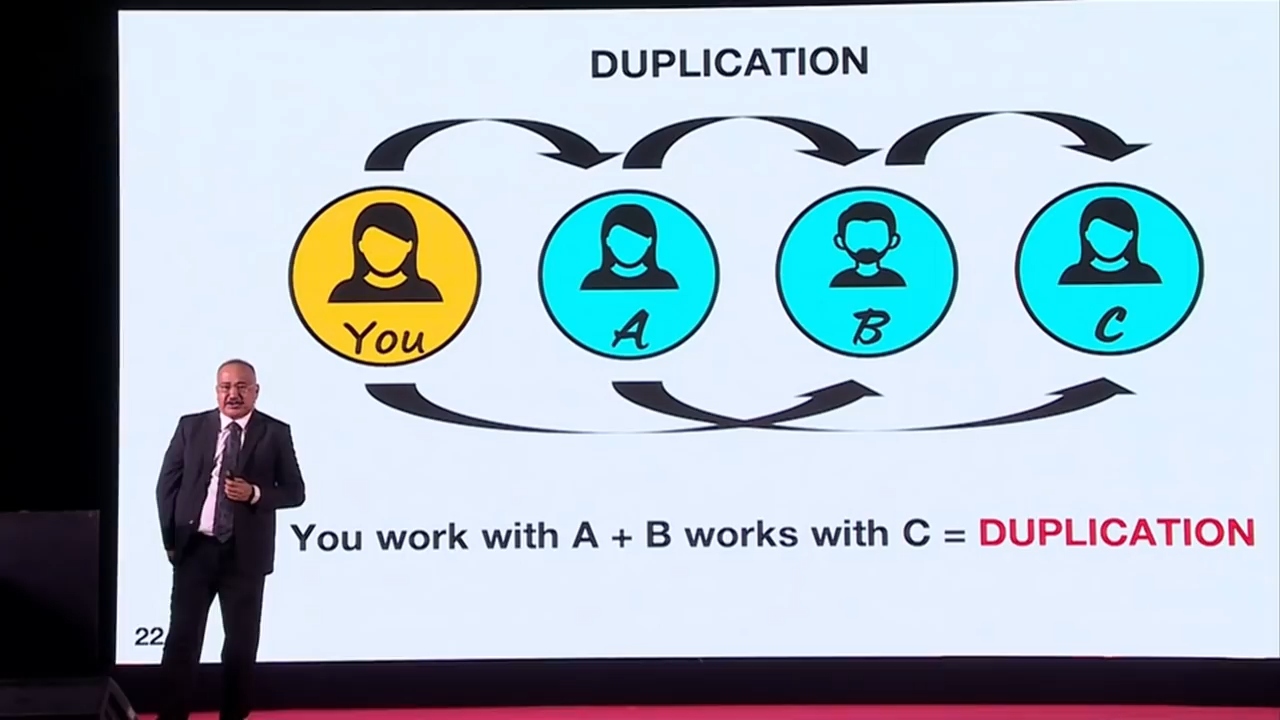 DUPLICATION
You
A
B
C
You work with A + B works with C = DUPLICATION
22